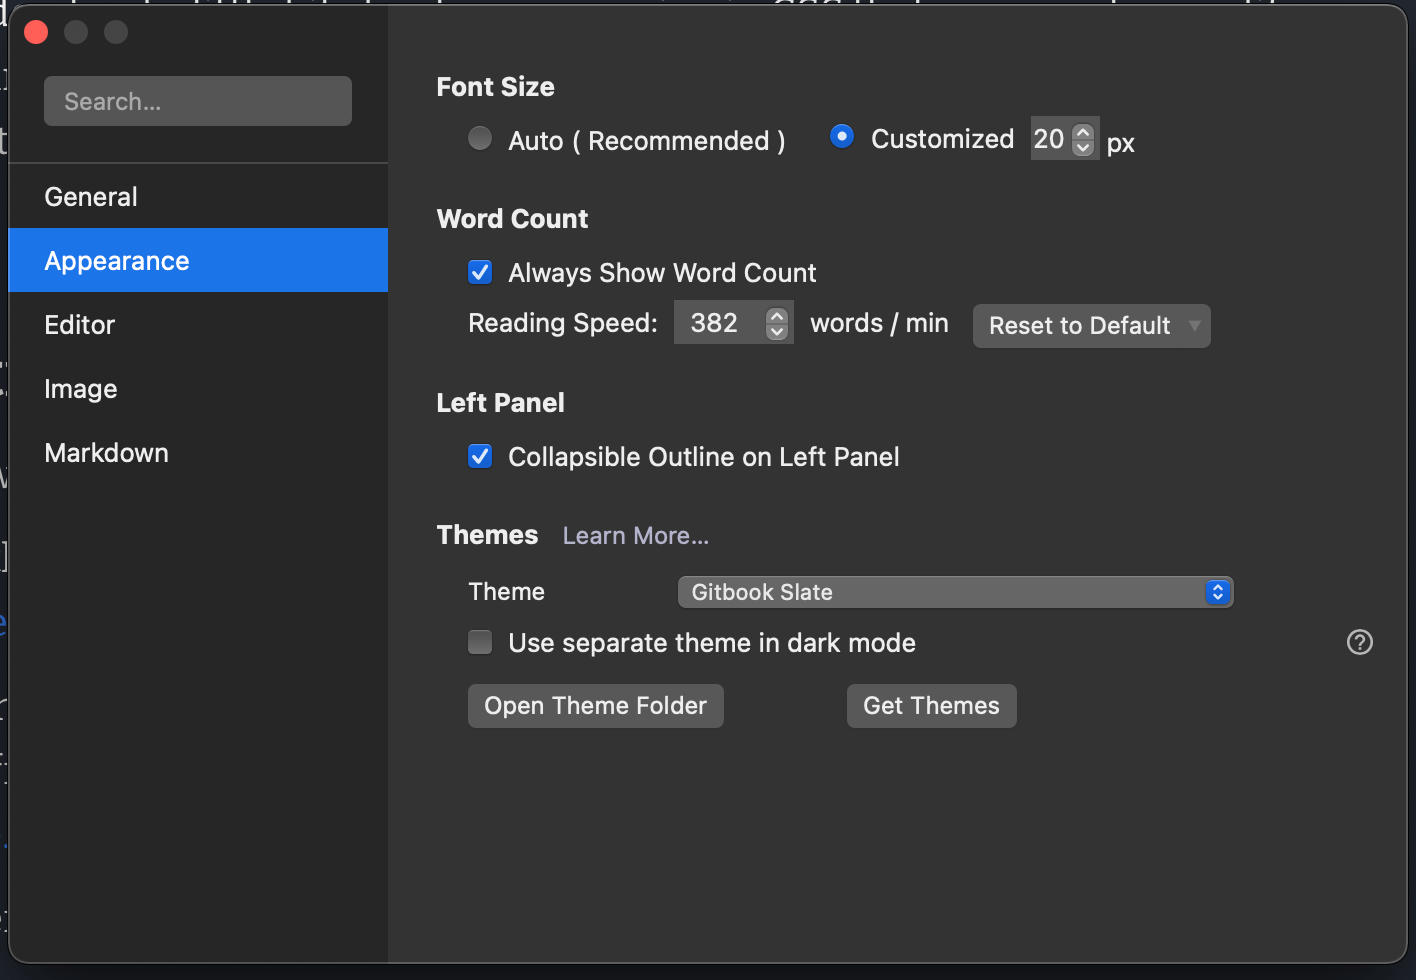 Search...
General
Appearance
Editor
Image
Markdown
Font Size
Auto ( Recommended )
Customized 20 px
Word Count
Always Show Word Count
Reading Speed: 382 words / min Reset to Default
Left Panel
Collapsible Outline on Left Panel
Themes Learn More...
Theme Gitbook Slate
Use separate theme in dark mode
Open Theme Folder Get Themes